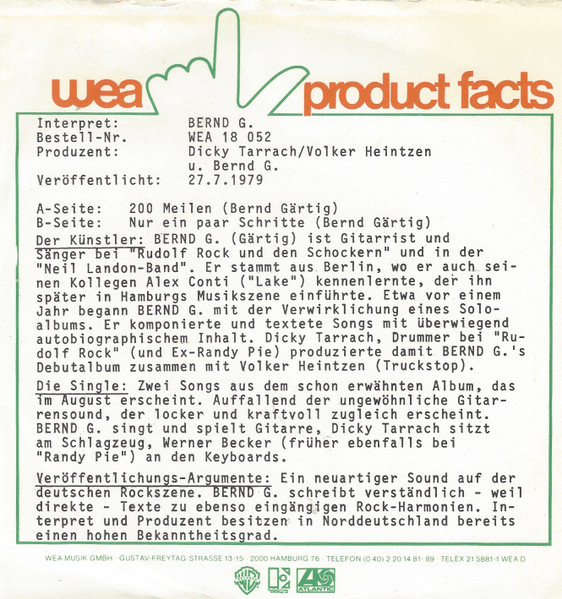 wea product facts
Interpret: BERND G.
Bestell-Nr. WEA 18 052
Produzent: Dicky Tarrach/Volker Heintzen
u. Bernd G.
Veröffentlicht: 27.7.1979
A-Seite: 200 Meilen (Bernd Gärtig)
B-Seite: Nur ein paar Schritte (Bernd Gärtig)
Der Künstler: BERND G. (Gärtig) ist Gitarrist und
Sänger bei "Rudolf Rock und den Schockern" und in der
"Neil Landon-Band". Er stammt aus Berlin, wo er auch sei-
nen Kollegen Alex Conti ("Lake") kennenlernte, der ihn
später in Hamburgs Musikszene einführte. Etwa vor einem
Jahr begann BERND G. mit der Verwirklichung eines Solo-
albums. Er komponierte und textete Songs mit überwiegend
autobiographischem Inhalt. Dicky Tarrach, Drummer bei "Ru-
dolf Rock" (und Ex-Randy Pie) produzierte damit BERND G.'s
Debutalbum zusammen mit Volker Heintzen (Truckstop).
Die Single: Zwei Songs aus dem schon erwähnten Album, das
im August erscheint. Auffallend der ungewöhnliche Gitar-
rensound, der locker und kraftvoll zugleich erscheint.
BERND G. singt und spielt Gitarre, Dicky Tarrach sitzt
am Schlagzeug, Werner Becker (früher ebenfalls bei
"Randy Pie") an den Keyboards.
Veröffentlichungs-Argumente: Ein neuartiger Sound auf der
deutschen Rockszene. BERND G. schreibt verständlich - weil
direkte - Texte zu ebenso eingängigen Rock-Harmonien. In-
terpret und Produzent besitzen in Norddeutschland bereits
einen hohen Bekanntheitsgrad.
WEA MUSIK GMBH · GUSTAV-FREYTAG-STRASSE 13-15 · 2000 HAMBURG 76 · TELEFON (0 40) 2 20 14 81- 89 · TELEX 21 5881-1 WEA D
ATLANTIC